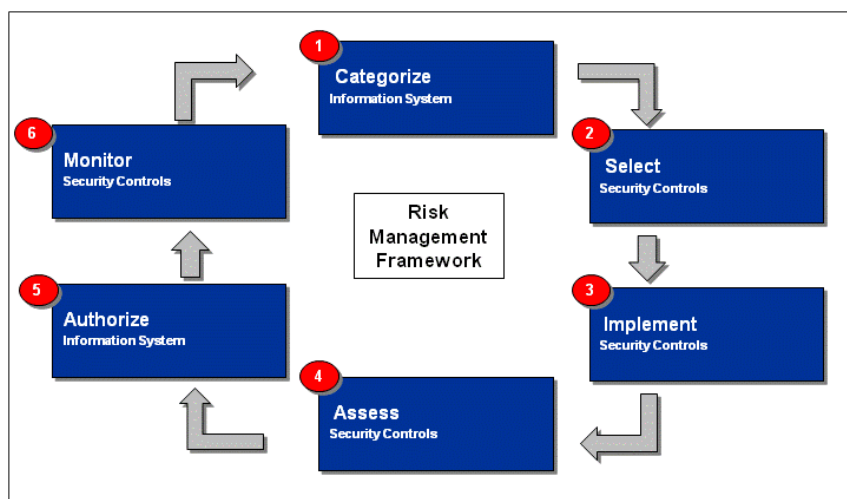 1
Categorize
Information System
2
Select
Security Controls
3
Implement
Security Controls
4
Assess
Security Controls
5
Authorize
Information System
6
Monitor
Security Controls
Risk
Management
Framework